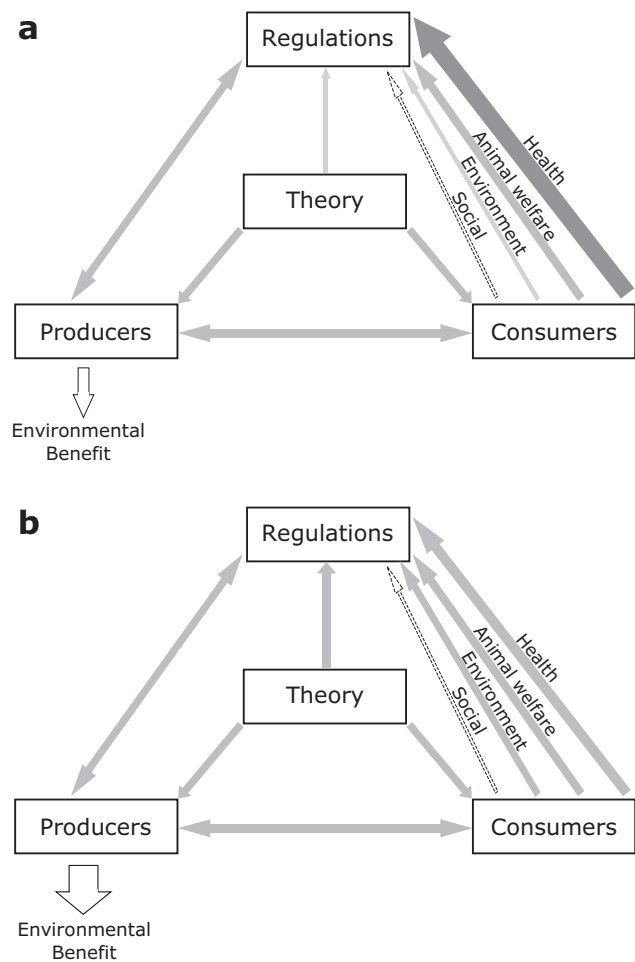 a
Regulations
Health
Animal welfare
Environment
Social
Theory
Producers
Consumers
Environmental
Benefit
b
Regulations
Health
Animal welfare
Environment
Social
Theory
Producers
Consumers
Environmental
Benefit